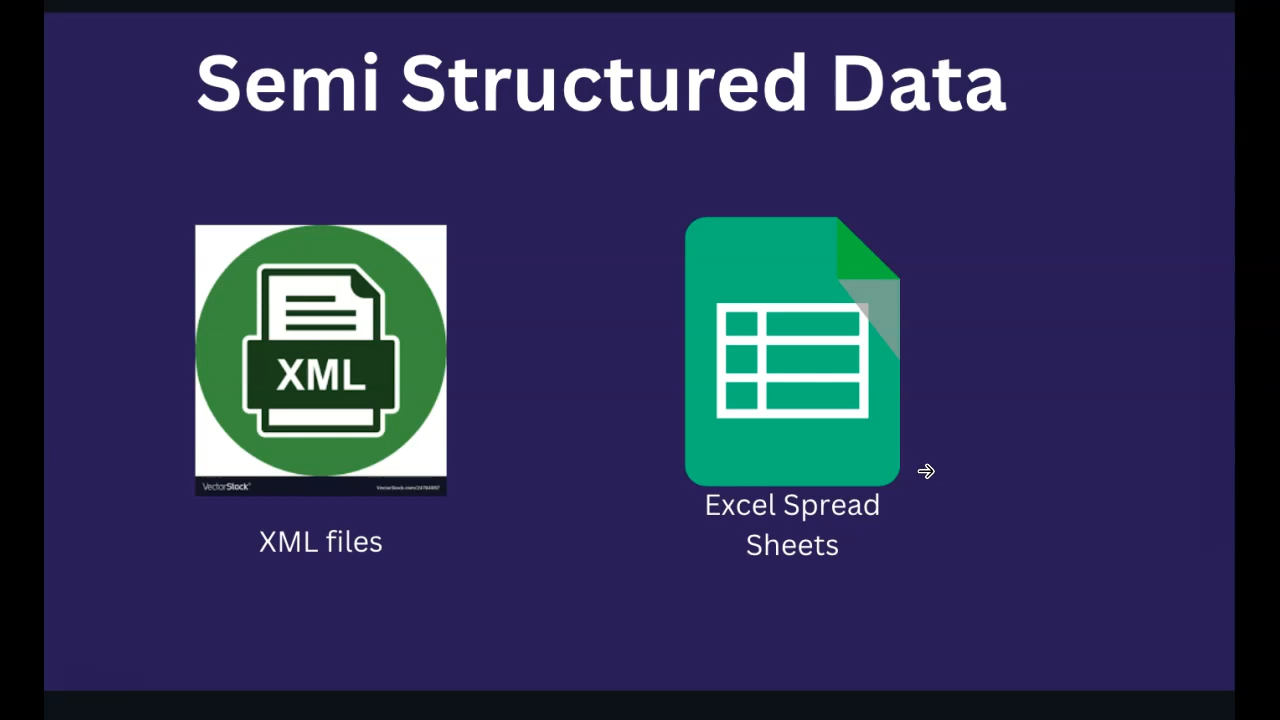 Semi Structured Data
XML
VectorStock®
XML files
Excel Spread
Sheets